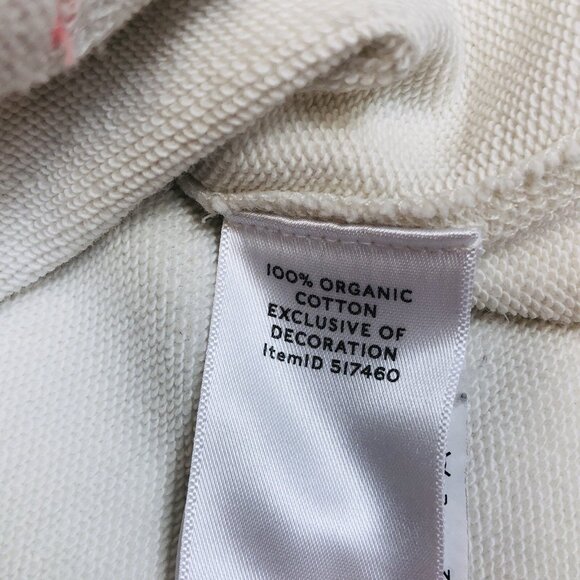 100% ORGANIC
COTTON
EXCLUSIVE OF
DECORATION
ItemID 517460